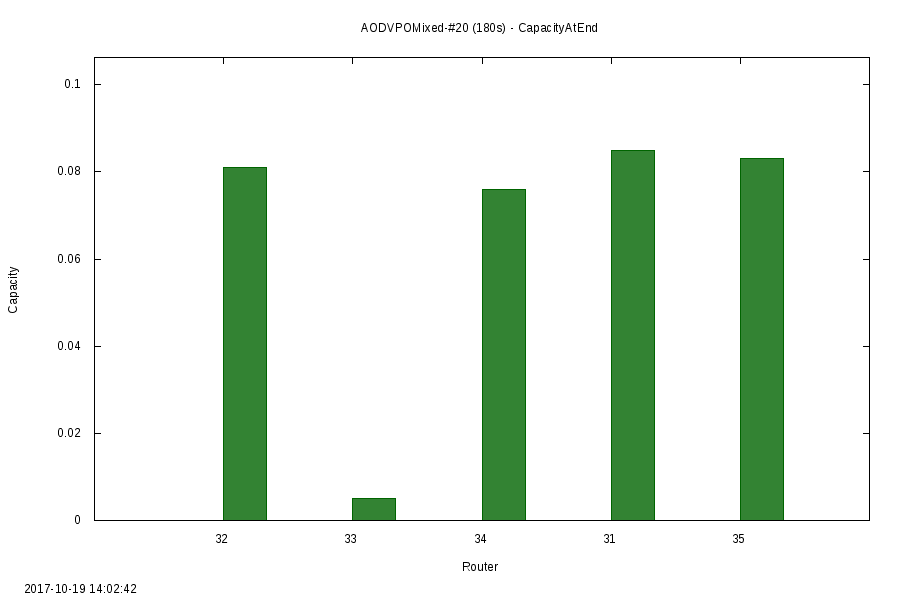 AODVPOMixed-#20 (180s) - CapacityAtEnd
0.1
0.08
0.06
0.04
0.02
0
Capacity
32 33 34 31 35
Router
2017-10-19 14:02:42